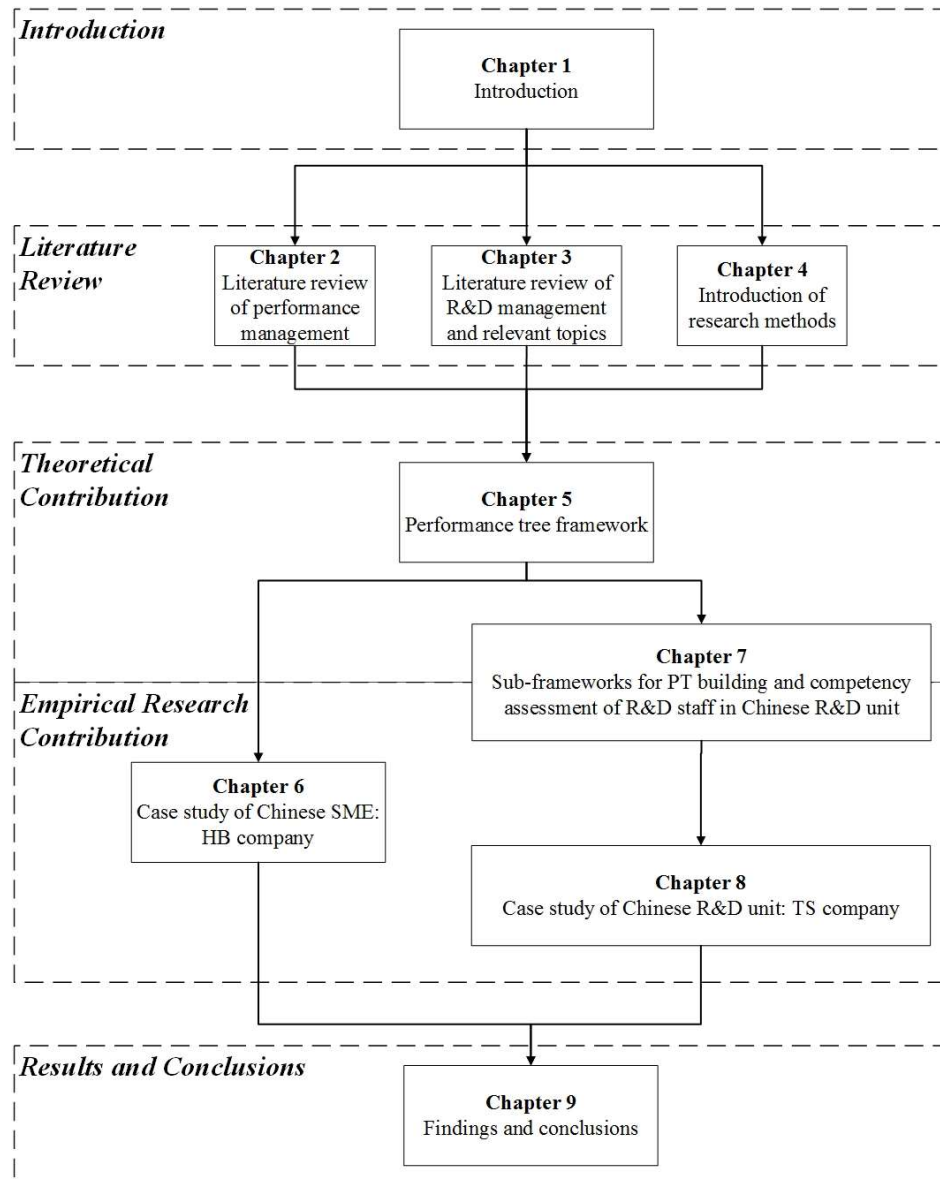 Introduction
Chapter 1
Introduction
Literature
Review
Chapter 2
Literature review
of performance
management
Chapter 3
Literature review of
R&D management
and relevant topics
Chapter 4
Introduction of
research methods
Theoretical
Contribution
Chapter 5
Performance tree framework
Chapter 7
Sub-frameworks for PT building and competency
assessment of R&D staff in Chinese R&D unit
Empirical Research
Contribution
Chapter 6
Case study of Chinese SME:
HB company
Chapter 8
Case study of Chinese R&D unit: TS company
Results and Conclusions
Chapter 9
Findings and conclusions